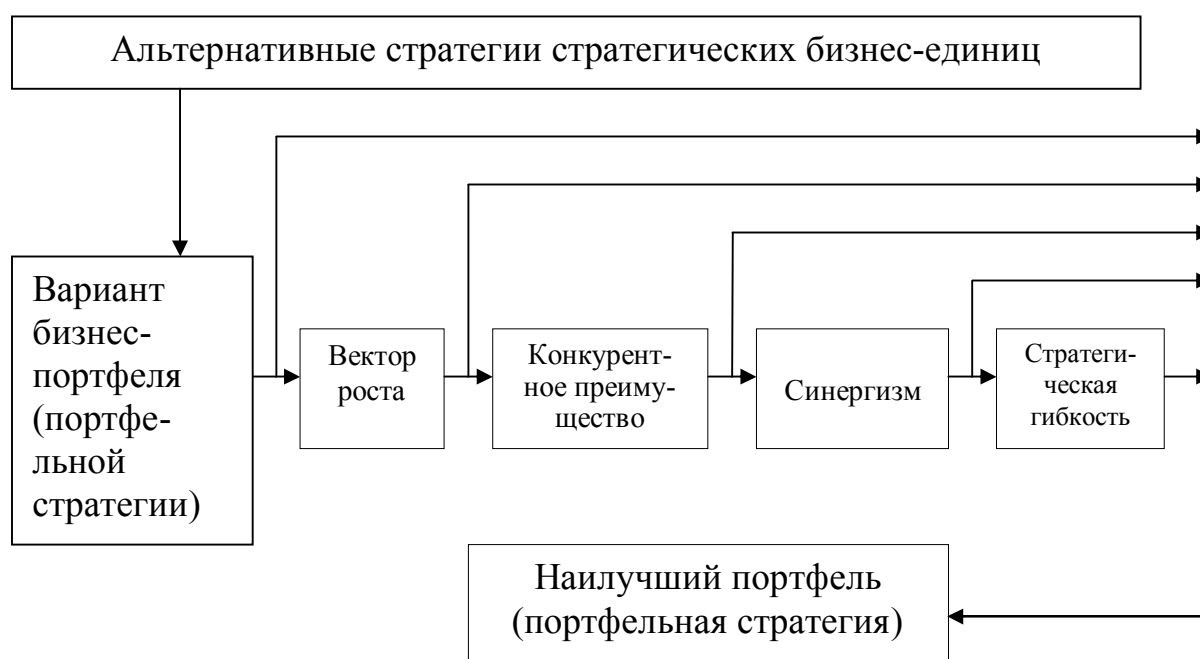 Альтернативные стратегии стратегических бизнес-единиц
Вариант
бизнес-
портфеля
(портфе-
льной
стратегии)
Вектор
роста
Конкурент-
ное преиму-
щество
Синергизм
Стратеги-
ческая
гибкость
Наилучший портфель
(портфельная стратегия)